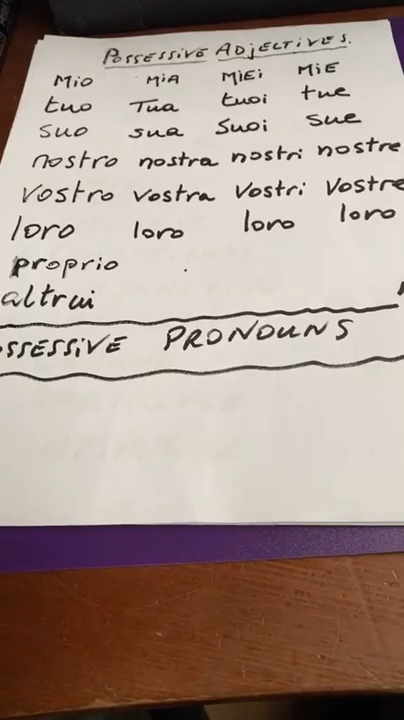 POSSESSIVE ADJECTIVES.
Mio MiA MiEi MiE
tuo Tua tuoi tue
suo sua Suoi sue
nostro nostra nostri nostre
Vostro Vostra Vostri Vostre
loro loro loro loro
proprio
altrui
OSSESSIVE PRONOUNS